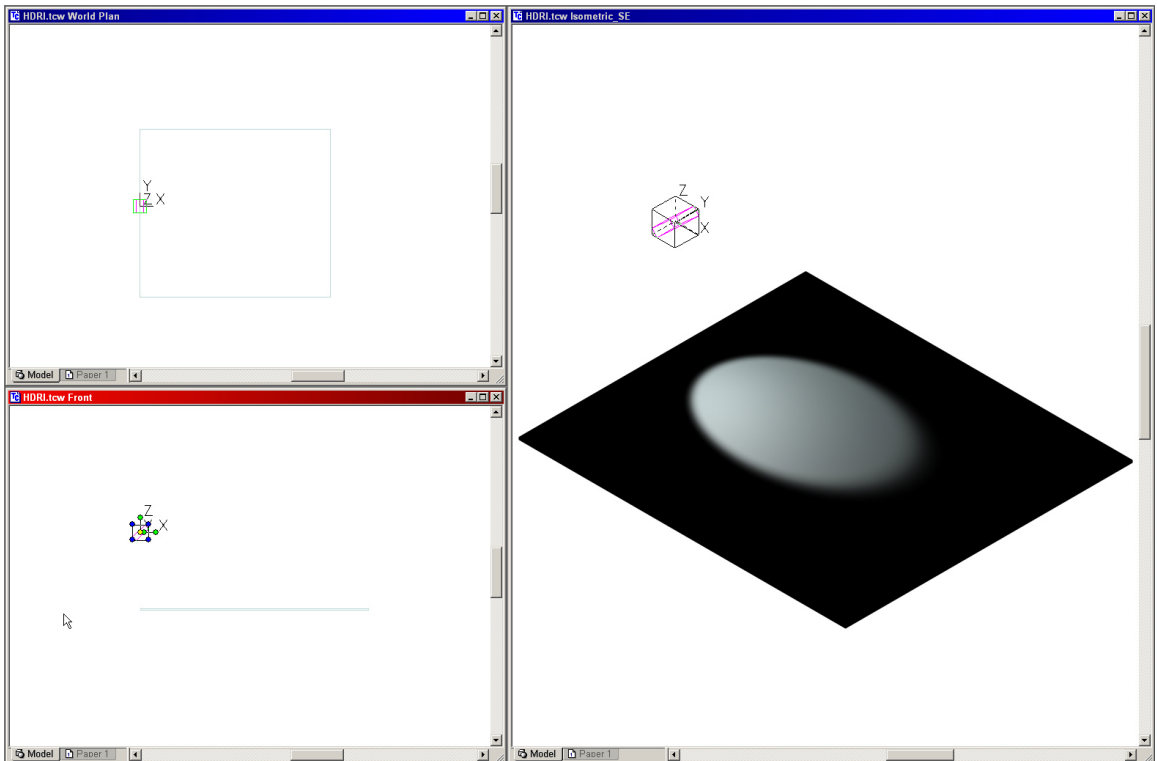 HDRI.tcw World Plan
Y
Z X
Model Paper 1
HDRI.tcw Front
Z
X
Model Paper 1
HDRI.tcw Isometric_SE
Z
Y
X
Model Paper 1